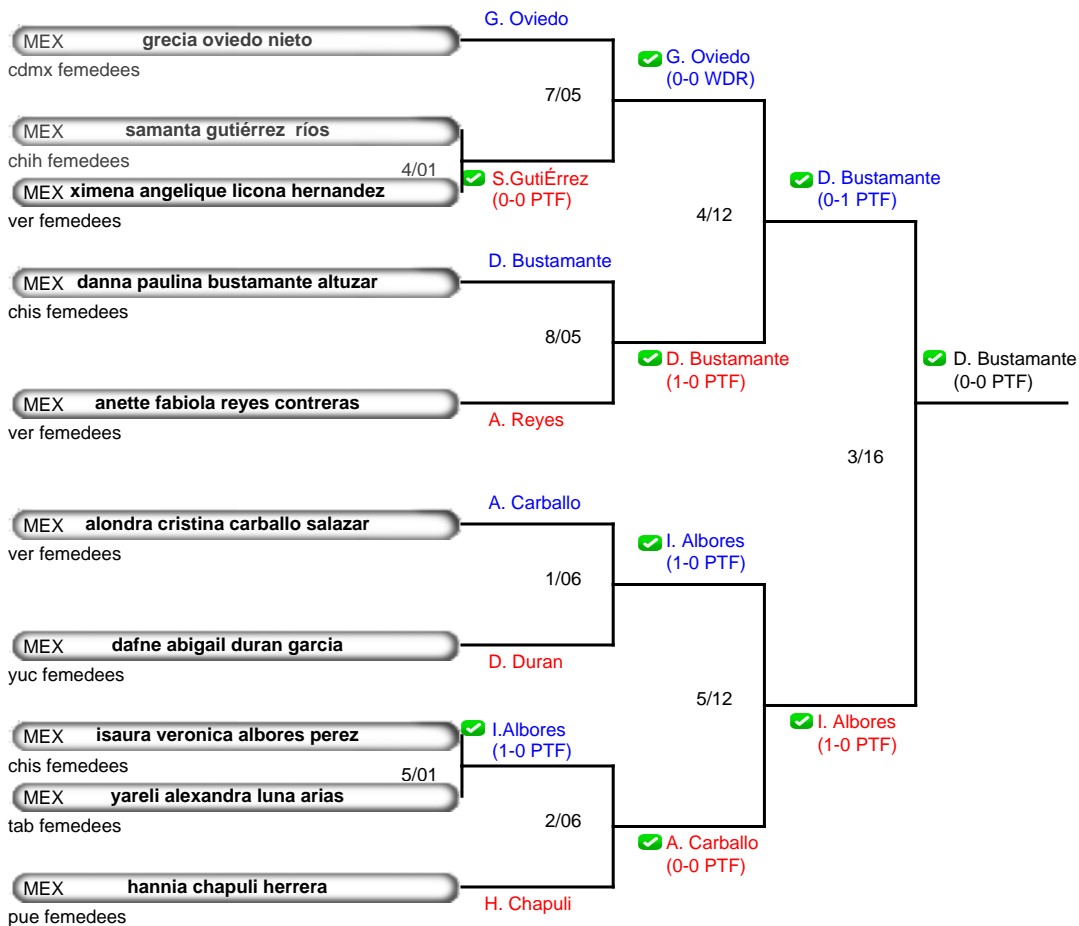 G. Oviedo
MEX grecia oviedo nieto
cdmx femedees
G. Oviedo
(0-0 WDR)
7/05
MEX samanta gutiérrez ríos
chih femedees
4/01
MEX ximena angelique licona hernandez
ver femedees
S.GutiÉrrez
(0-0 PTF)
D. Bustamante
(0-1 PTF)
4/12
D. Bustamante
MEX danna paulina bustamante altuzar
chis femedees
8/05
D. Bustamante
(1-0 PTF)
D. Bustamante
(0-0 PTF)
MEX anette fabiola reyes contreras
ver femedees
A. Reyes
3/16
A. Carballo
MEX alondra cristina carballo salazar
ver femedees
I. Albores
(1-0 PTF)
1/06
MEX dafne abigail duran garcia
yuc femedees
D. Duran
5/12
I. Albores
(1-0 PTF)
MEX isaura veronica albores perez
chis femedees
I.Albores
(1-0 PTF)
5/01
MEX yareli alexandra luna arias
tab femedees
2/06
A. Carballo
(0-0 PTF)
MEX hannia chapuli herrera
pue femedees
H. Chapuli